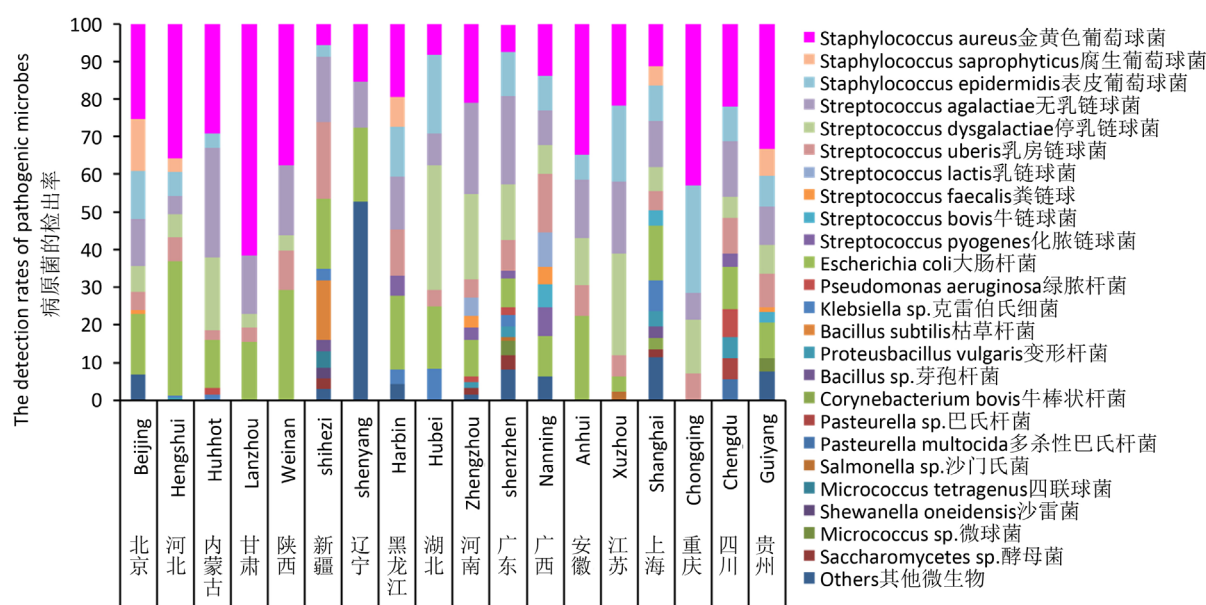 The detection rates of pathogenic microbes
病原菌的检出率
100
90
80
70
60
50
40
30
20
10
0
Beijing
Hengshui
Huhhot
Lanzhou
Weinan
shihezi
shenyang
Harbin
Hubei
Zhengzhou
shenzhen
Nanning
Anhui
Xuzhou
Shanghai
Chongqing
Chengdu
Guiyang
北京
河北
内蒙古
甘肃
陕西
新疆
辽宁
黑龙江
湖北
河南
广东
广西
安徽
江苏
上海
重庆
四川
贵州
Staphylococcus aureus金黄色葡萄球菌
Staphylococcus saprophyticus腐生葡萄球菌
Staphylococcus epidermidis表皮葡萄球菌
Streptococcus agalactiae无乳链球菌
Streptococcus dysgalactiae停乳链球菌
Streptococcus uberis乳房链球菌
Streptococcus lactis乳链球菌
Streptococcus faecalis粪链球
Streptococcus bovis牛链球菌
Streptococcus pyogenes化脓链球菌
Escherichia coli大肠杆菌
Pseudomonas aeruginosa绿脓杆菌
Klebsiella sp.克雷伯氏细菌
Bacillus subtilis枯草杆菌
Proteusbacillus vulgaris变形杆菌
Bacillus sp.芽孢杆菌
Corynebacterium bovis牛棒状杆菌
Pasteurella sp.巴氏杆菌
Pasteurella multocida多杀性巴氏杆菌
Salmonella sp.沙门氏菌
Micrococcus tetragenus四联球菌
Shewanella oneidensis沙雷菌
Micrococcus sp.微球菌
Saccharomycetes sp.酵母菌
Others其他微生物